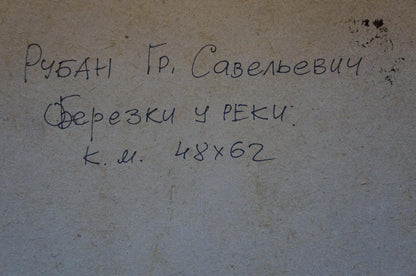 РУБАН Гр. Савельевич
Березки у реки.
к.м. 48х62